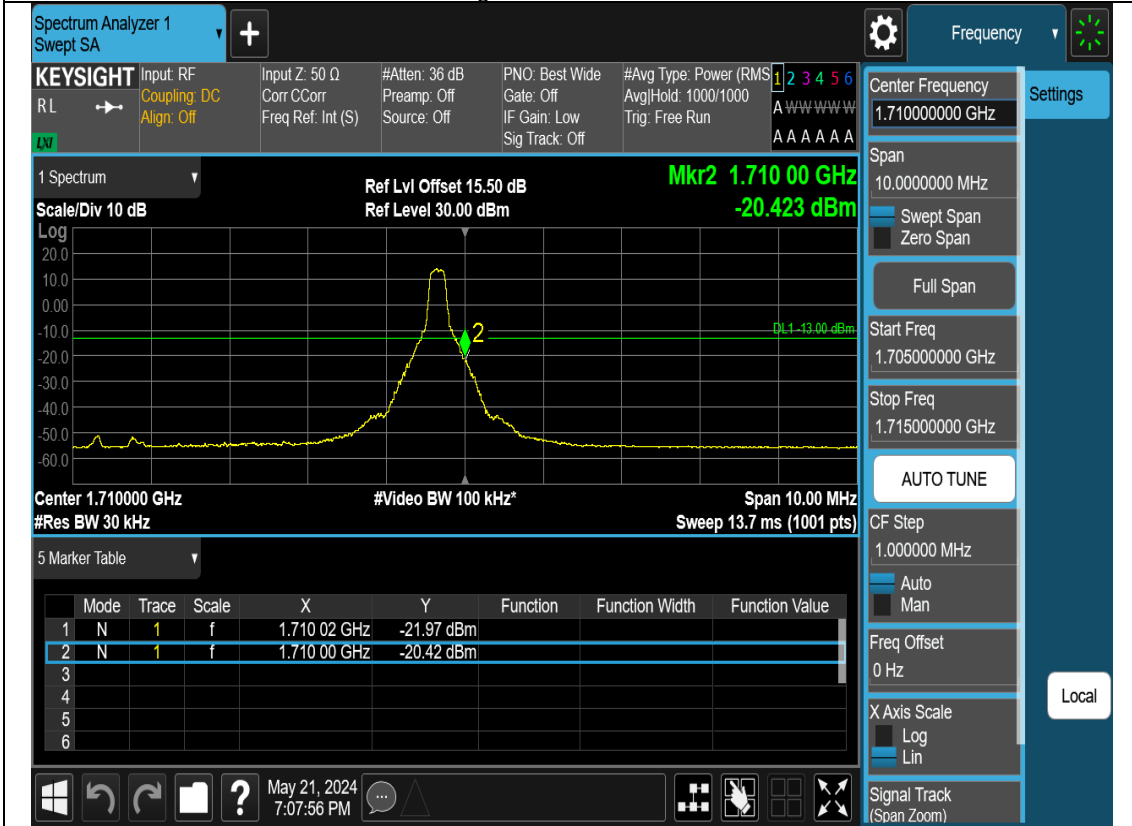 Spectrum Analyzer 1
Swept SA
+
Frequency
KEYSIGHT
R L
LXI
Input: RF
Coupling: DC
Align: Off
Input Z: 50 Ω
Corr CCorr
Freq Ref: Int (S)
#Atten: 36 dB
Preamp: Off
Source: Off
PNO: Best Wide
Gate: Off
IF Gain: Low
Sig Track: Off
#Avg Type: Power (RMS
Avg|Hold: 1000/1000
Trig: Free Run
1 2 3 4 5 6
A W W W W W
A A A A A A
Center Frequency
1.710000000 GHz
Settings
Span
10.0000000 MHz
Swept Span
Zero Span
Full Span
Start Freq
1.705000000 GHz
Stop Freq
1.715000000 GHz
AUTO TUNE
CF Step
1.000000 MHz
Auto
Man
Freq Offset
0 Hz
X Axis Scale
Log
Lin
Signal Track
(Span Zoom)
Local
1 Spectrum
Scale/Div 10 dB
Log
Ref Lvl Offset 15.50 dB
Ref Level 30.00 dBm
Mkr2 1.710 00 GHz
-20.423 dBm
20.0
10.0
0.00
-10.0
-20.0
-30.0
-40.0
-50.0
-60.0
2
DL1 -13.00 dBm
Center 1.710000 GHz
#Res BW 30 kHz
#Video BW 100 kHz*
Span 10.00 MHz
Sweep 13.7 ms (1001 pts)
5 Marker Table
Mode Trace Scale X Y Function Function Width Function Value
1 N 1 f 1.710 02 GHz -21.97 dBm
2 N 1 f 1.710 00 GHz -20.42 dBm
3
4
5
6
?
May 21, 2024
7:07:56 PM